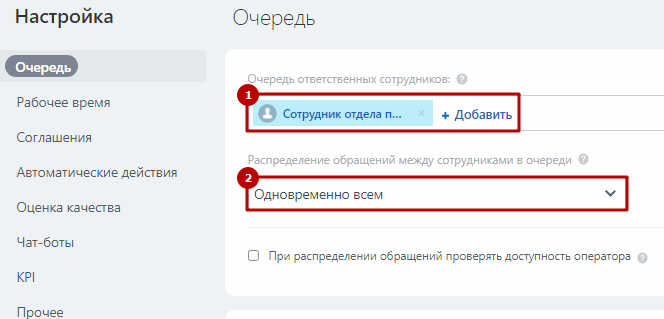 Настройка
Очередь
Рабочее время
Соглашения
Автоматические действия
Оценка качества
Чат-боты
KPI
Прочее
Очередь
Очередь ответственных сотрудников: ?
1
Сотрудник отдела п... × + Добавить
Распределение обращений между сотрудниками в очереди ?
2
Одновременно всем
При распределении обращений проверять доступность оператора ?